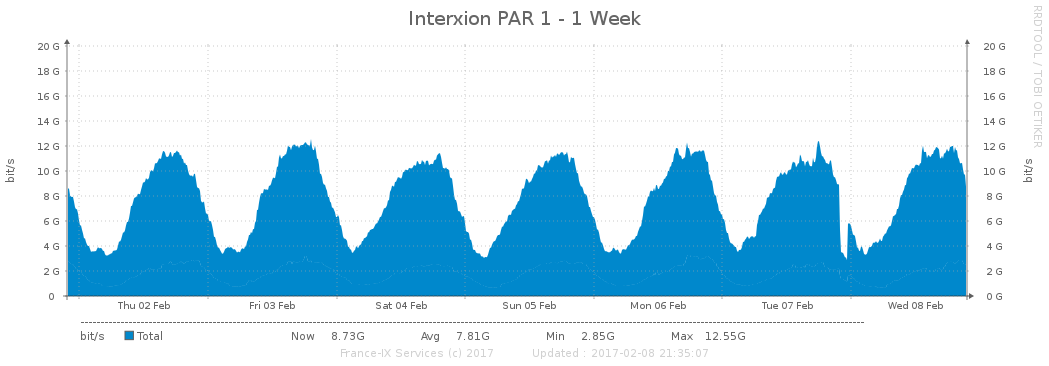 Interxion PAR 1 - 1 Week
RRDTOOL / TOBI OETIKER
bit/s
bit/s
20 G 20 G
18 G 18 G
16 G 16 G
14 G 14 G
12 G 12 G
10 G 10 G
8 G 8 G
6 G 6 G
4 G 4 G
2 G 2 G
0 0 G
Thu 02 Feb Fri 03 Feb Sat 04 Feb Sun 05 Feb Mon 06 Feb Tue 07 Feb Wed 08 Feb
bit/s Total Now 8.73G Avg 7.81G Min 2.85G Max 12.55G
France-IX Services (c) 2017 Updated : 2017-02-08 21:35:07